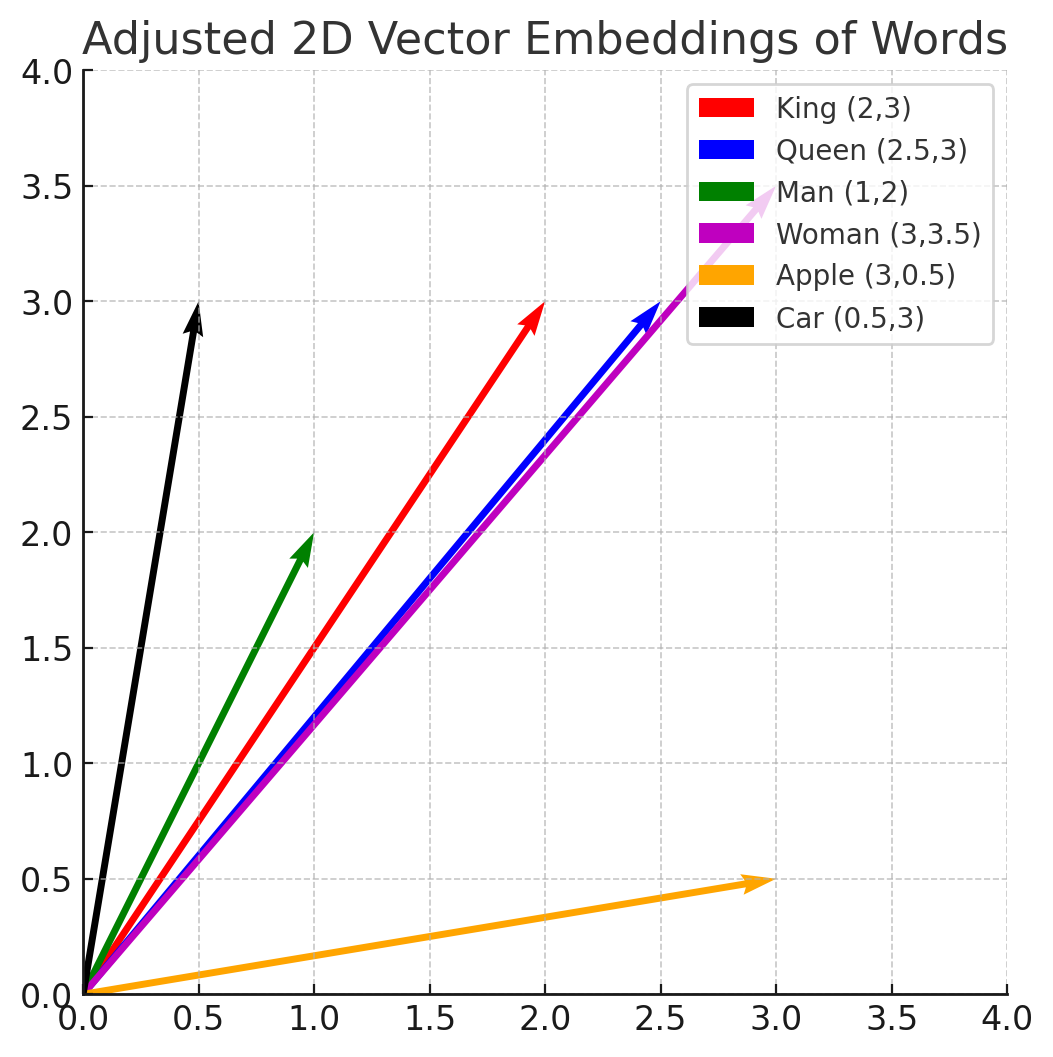 Adjusted 2D Vector Embeddings of Words
King (2,3)
Queen (2.5,3)
Man (1,2)
Woman (3,3.5)
Apple (3,0.5)
Car (0.5,3)
4.0
3.5
3.0
2.5
2.0
1.5
1.0
0.5
0.0
0.0 0.5 1.0 1.5 2.0 2.5 3.0 3.5 4.0